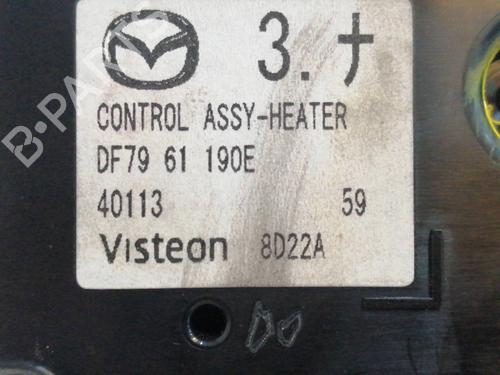 3.ナ
CONTROL ASSY-HEATER
DF79 61 190E
40113 59
Visteon 8D22A
B-PARTS